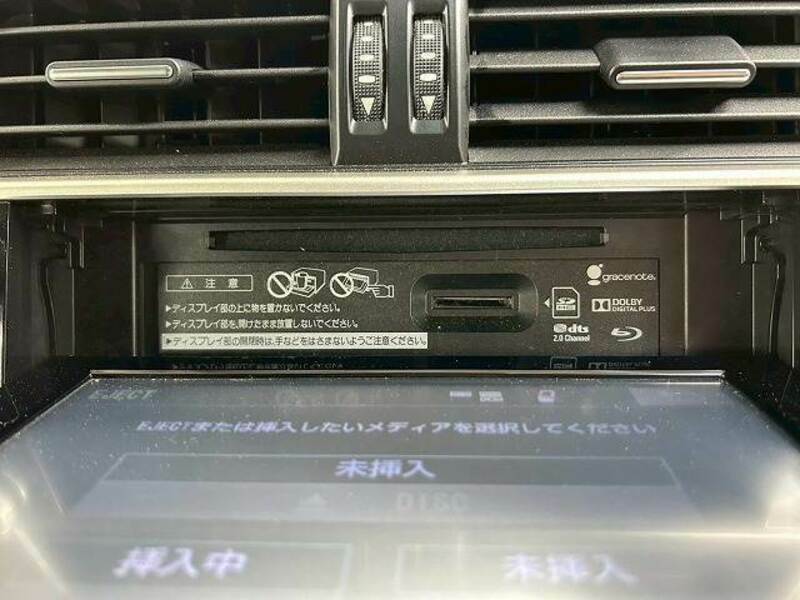 ⚠注意
▶ディスプレイ部の上に物を置かないでください。
▶ディスプレイ部を、開けたまま放置しないでください。
▶ディスプレイ部の開閉時は、手などをはさまないようご注意ください。
gracenote.
SD
DOLBY
DIGITAL PLUS
dts
2.0 Channel
EJECT
EJECTまたは挿入したいメディアを選択してください
未挿入
DISC
挿入中
未挿入